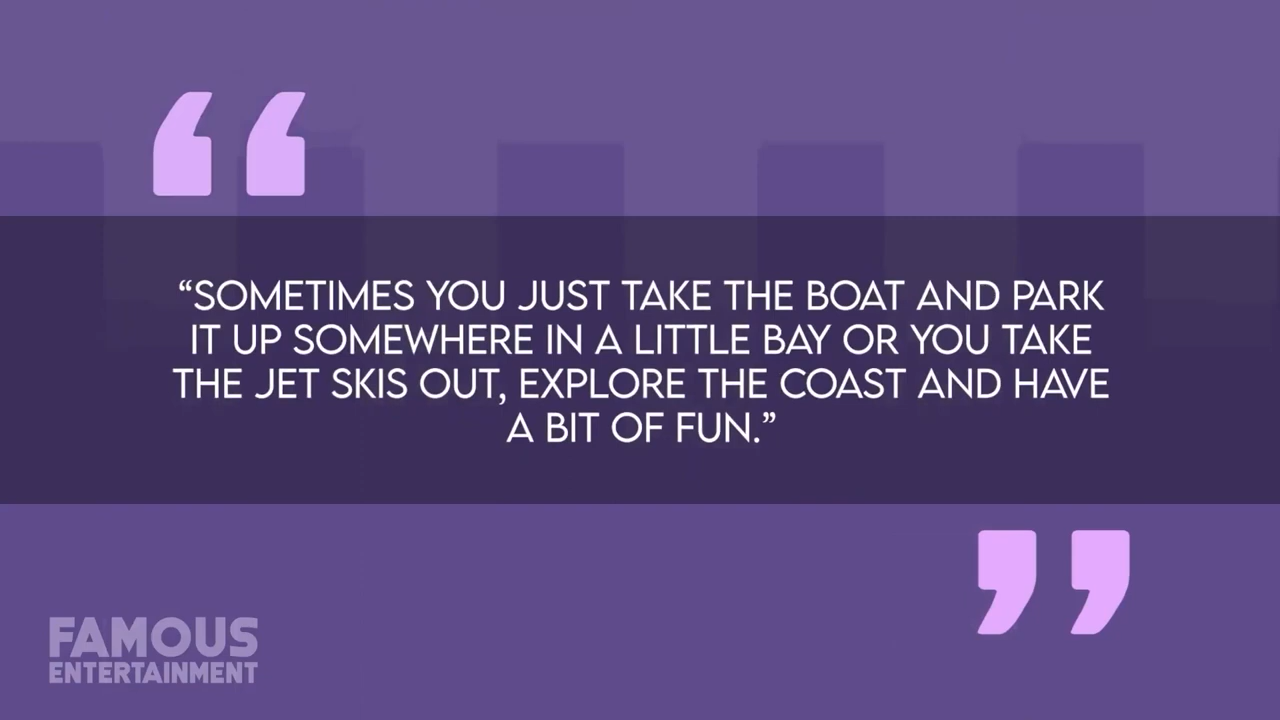 “SOMETIMES YOU JUST TAKE THE BOAT AND PARK
IT UP SOMEWHERE IN A LITTLE BAY OR YOU TAKE
THE JET SKIS OUT, EXPLORE THE COAST AND HAVE
A BIT OF FUN.”
FAMOUS
ENTERTAINMENT